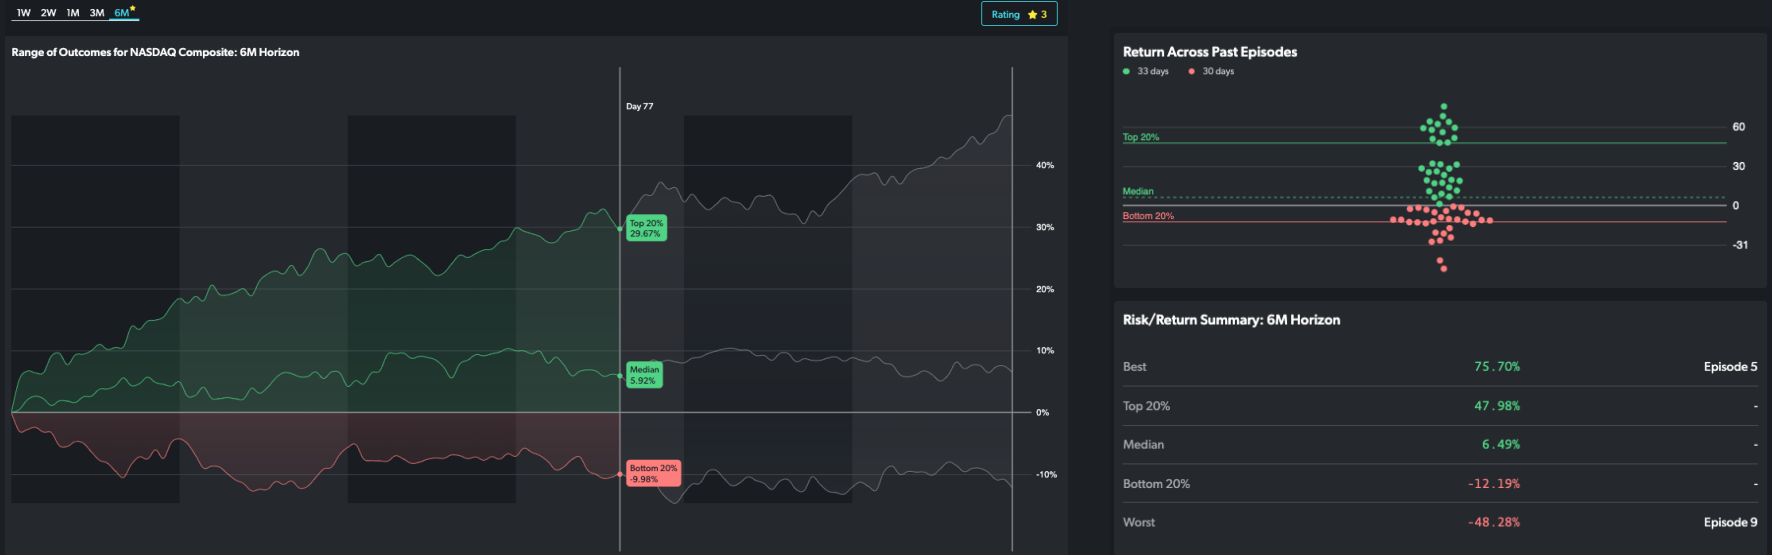 1W 2W 1M 3M 6M
Rating 3
Range of Outcomes for NASDAQ Composite: 6M Horizon
Day 77
40%
30%
20%
10%
0%
-10%
Top 20%
29.67%
Median
5.92%
Bottom 20%
-9.98%
Return Across Past Episodes
33 days 30 days
Top 20%
Median
Bottom 20%
60
30
0
-31
Risk/Return Summary: 6M Horizon
Best 75.70% Episode 5
Top 20% 47.98% -
Median 6.49% -
Bottom 20% -12.19% -
Worst -48.28% Episode 9